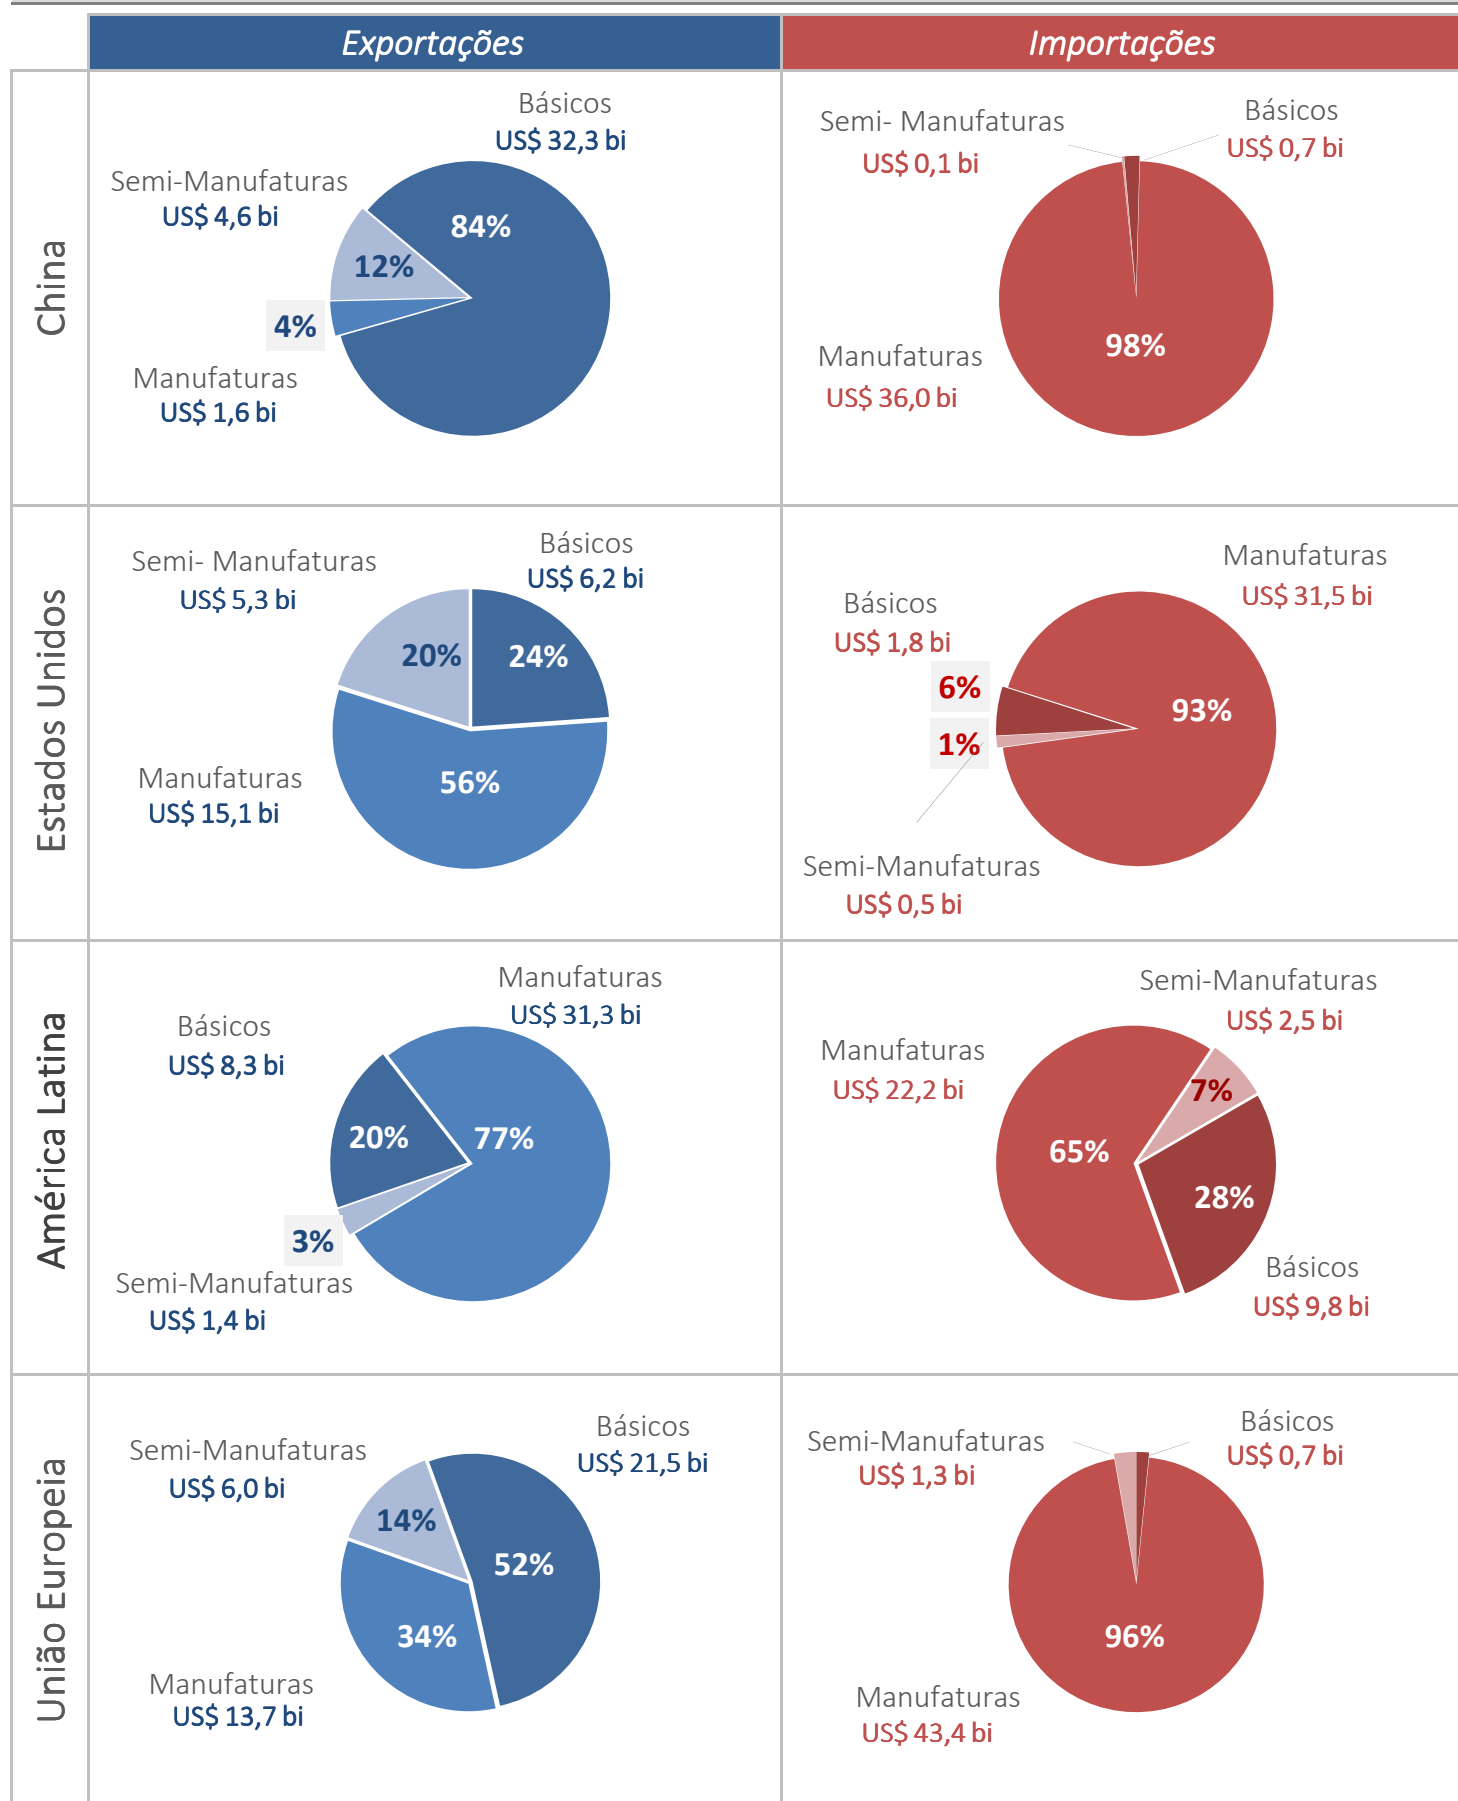 Exportações
Importações
China
Básicos
US$ 32,3 bi
Semi-Manufaturas
US$ 4,6 bi
84%
12%
4%
Manufaturas
US$ 1,6 bi
Semi- Manufaturas
US$ 0,1 bi
Básicos
US$ 0,7 bi
98%
Manufaturas
US$ 36,0 bi
Estados Unidos
Semi- Manufaturas
US$ 5,3 bi
Básicos
US$ 6,2 bi
20%
24%
Manufaturas
US$ 15,1 bi
56%
Manufaturas
US$ 31,5 bi
Básicos
US$ 1,8 bi
6%
93%
1%
Semi-Manufaturas
US$ 0,5 bi
América Latina
Manufaturas
US$ 31,3 bi
Básicos
US$ 8,3 bi
20%
77%
3%
Semi-Manufaturas
US$ 1,4 bi
Semi-Manufaturas
US$ 2,5 bi
Manufaturas
US$ 22,2 bi
7%
65%
28%
Básicos
US$ 9,8 bi
União Europeia
Básicos
US$ 21,5 bi
Semi-Manufaturas
US$ 6,0 bi
14%
52%
34%
Manufaturas
US$ 13,7 bi
Semi-Manufaturas
US$ 1,3 bi
Básicos
US$ 0,7 bi
96%
Manufaturas
US$ 43,4 bi